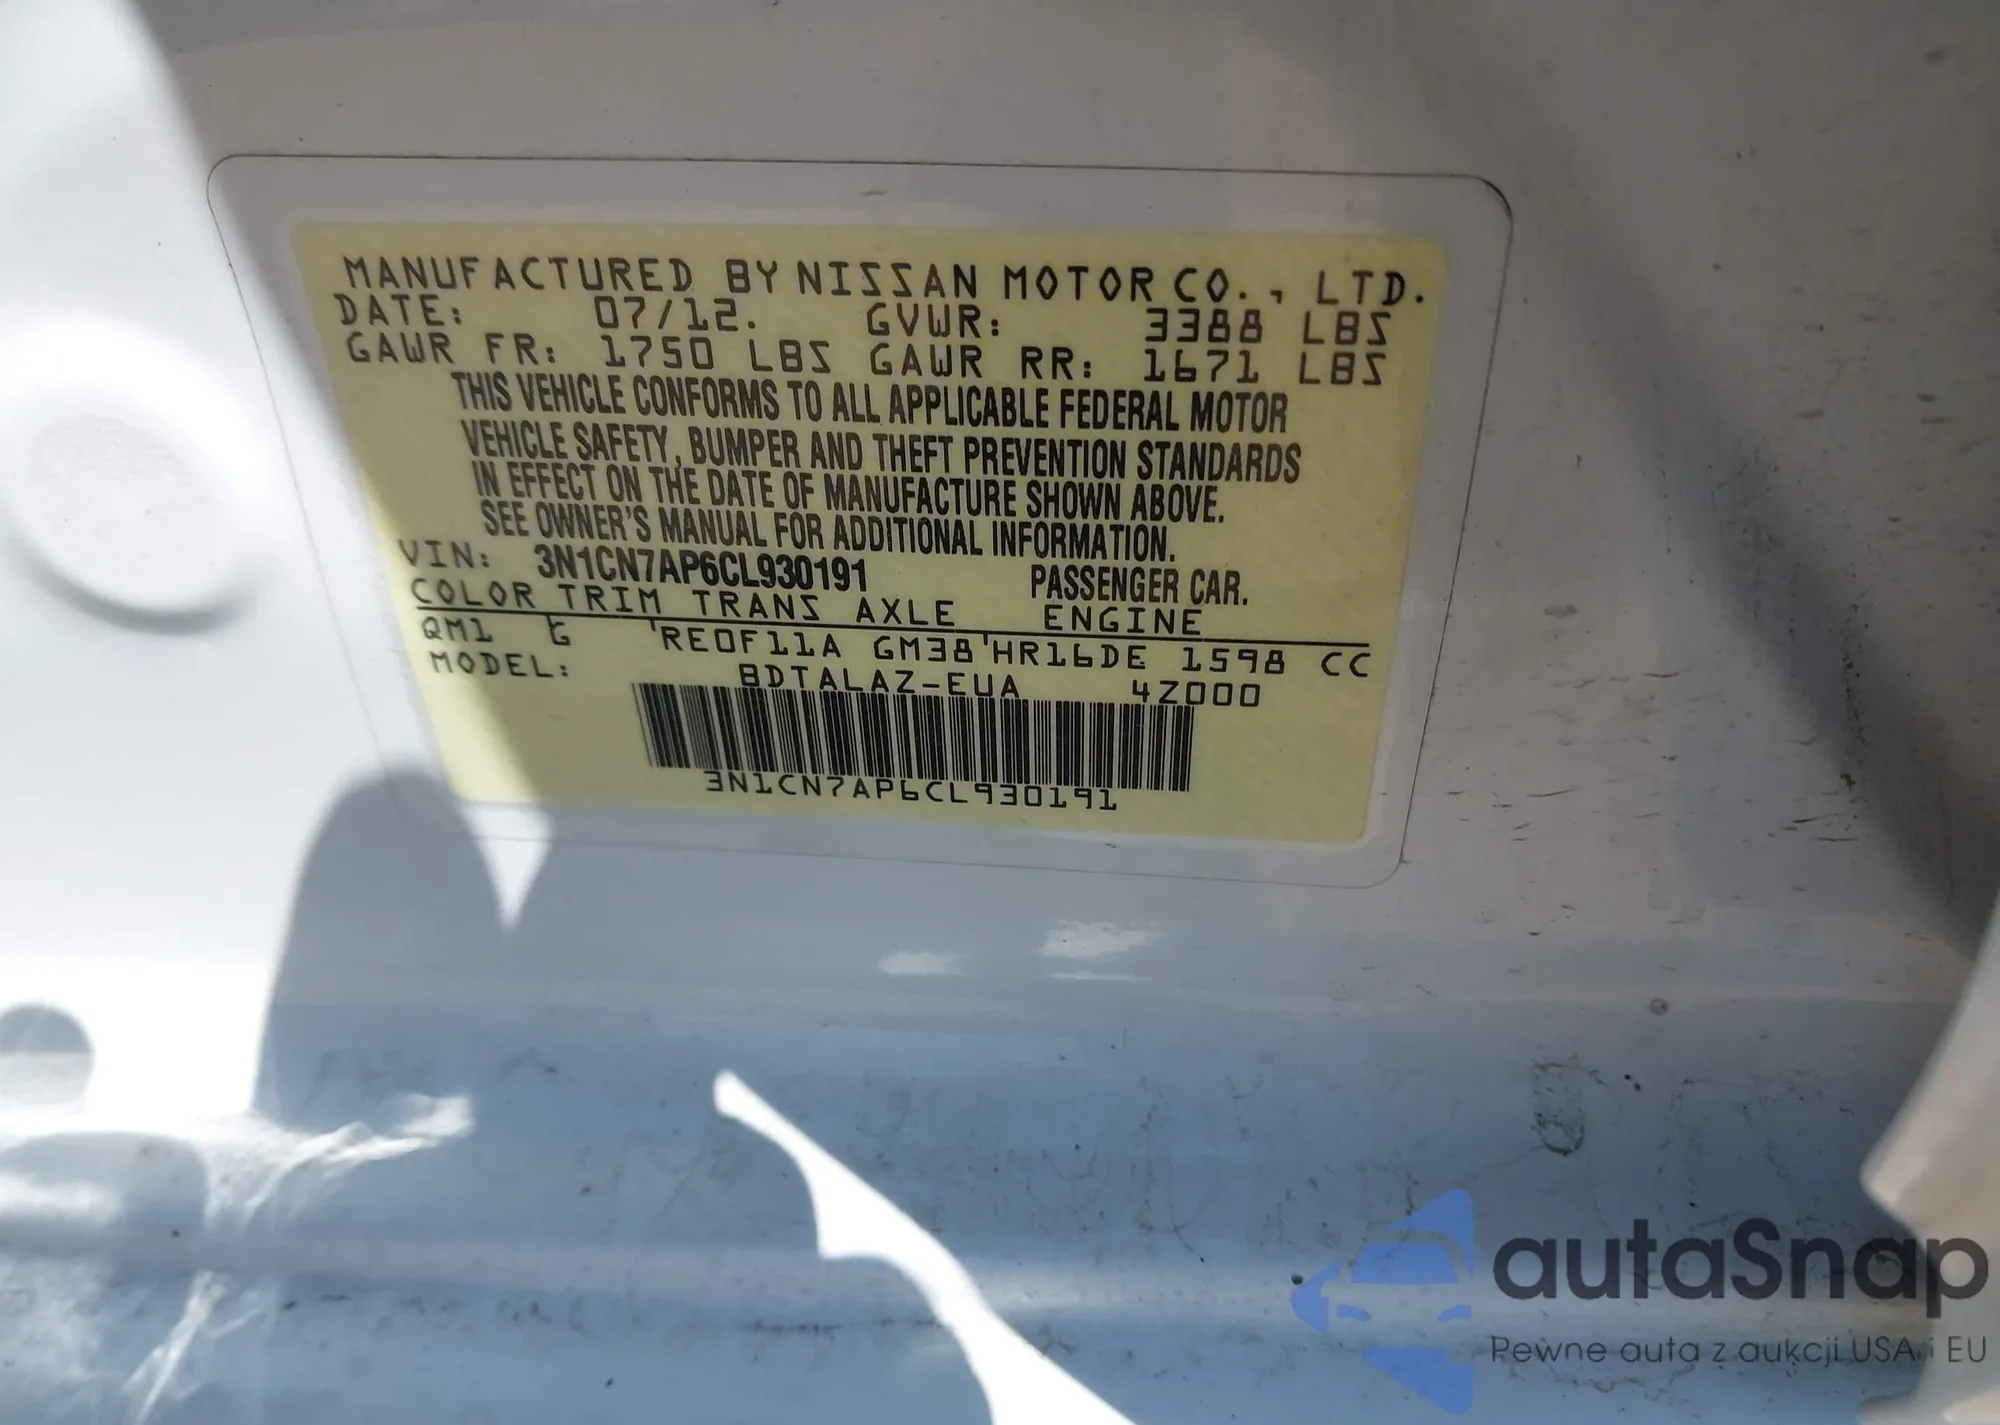 MANUFACTURED BY NISSAN MOTOR CO., LTD.
DATE: 07/12. GVWR: 3388 LBS
GAWR FR: 1750 LBS GAWR RR: 1671 LBS
THIS VEHICLE CONFORMS TO ALL APPLICABLE FEDERAL MOTOR
VEHICLE SAFETY, BUMPER AND THEFT PREVENTION STANDARDS
IN EFFECT ON THE DATE OF MANUFACTURE SHOWN ABOVE.
SEE OWNER'S MANUAL FOR ADDITIONAL INFORMATION.
VIN: 3N1CN7AP6CL930191 PASSENGER CAR.
COLOR TRIM TRANS AXLE ENGINE
QM1 G RE0F11A GM38 HR16DE 1598 CC
MODEL: BDTALAZ-EUA 4Z000
3N1CN7AP6CL930191
autaSnap
Pewne auta z aukcji USA i EU